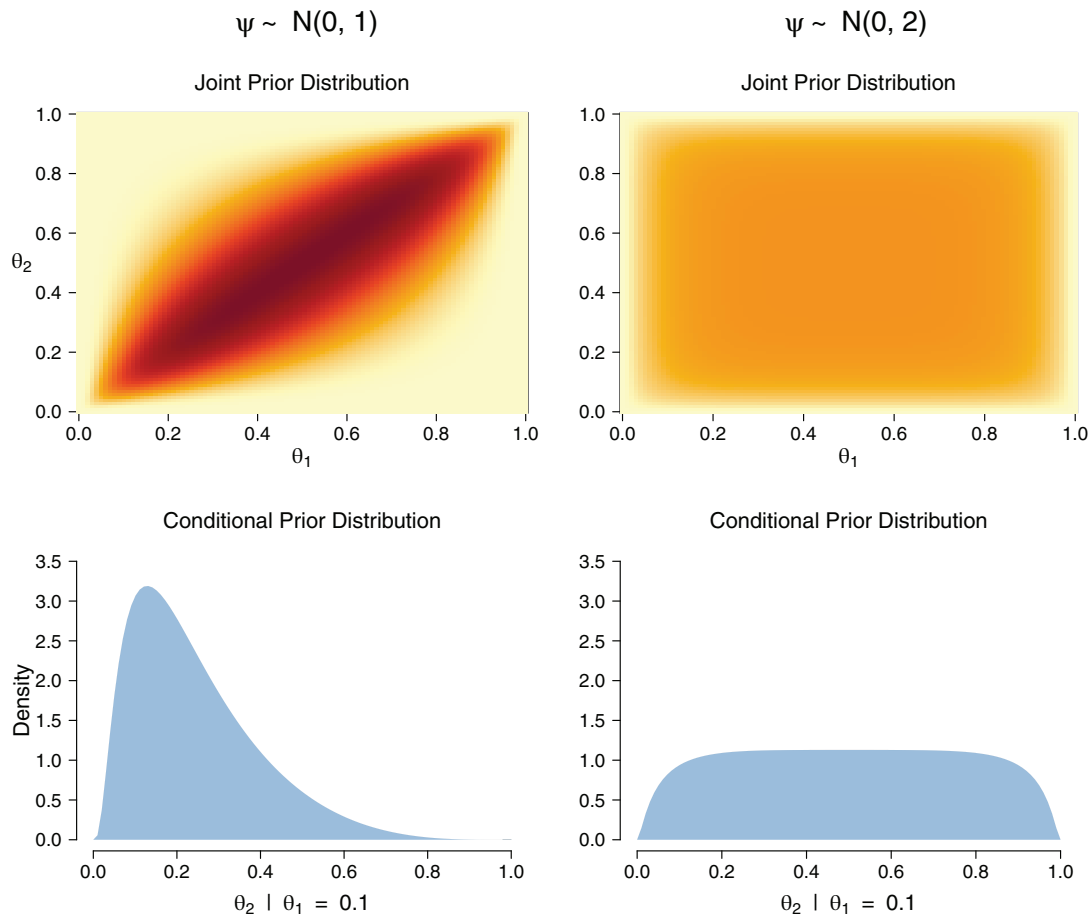 ψ ~ N(0, 1)
ψ ~ N(0, 2)
Joint Prior Distribution
Joint Prior Distribution
1.0
0.8
0.6
θ2
0.4
0.2
0.0
0.0 0.2 0.4 0.6 0.8 1.0
θ1
1.0
0.8
0.6
0.4
0.2
0.0
0.0 0.2 0.4 0.6 0.8 1.0
θ1
Conditional Prior Distribution
Conditional Prior Distribution
3.5
3.0
2.5
2.0
1.5
1.0
0.5
0.0
Density
0.0 0.2 0.4 0.6 0.8 1.0
θ2 | θ1 = 0.1
3.5
3.0
2.5
2.0
1.5
1.0
0.5
0.0
0.0 0.2 0.4 0.6 0.8 1.0
θ2 | θ1 = 0.1